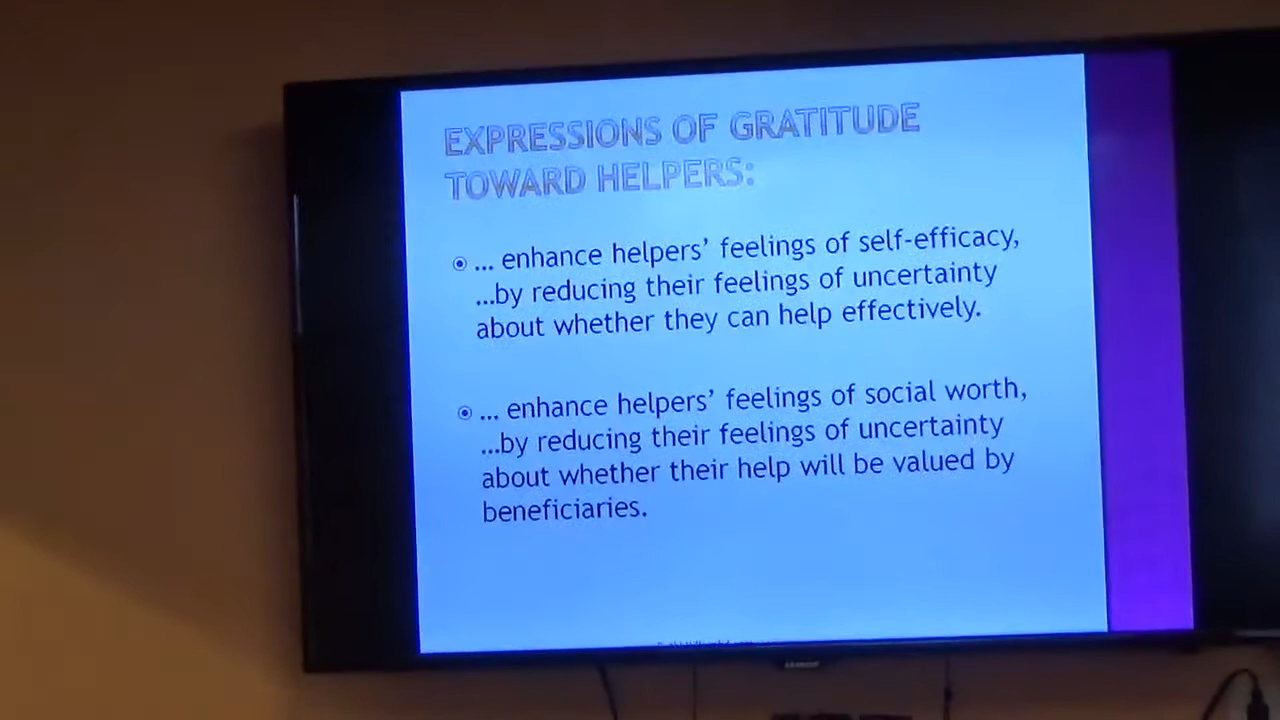 EXPRESSIONS OF GRATITUDE
TOWARD HELPERS:
... enhance helpers’ feelings of self-efficacy,
...by reducing their feelings of uncertainty
about whether they can help effectively.
... enhance helpers’ feelings of social worth,
...by reducing their feelings of uncertainty
about whether their help will be valued by
beneficiaries.